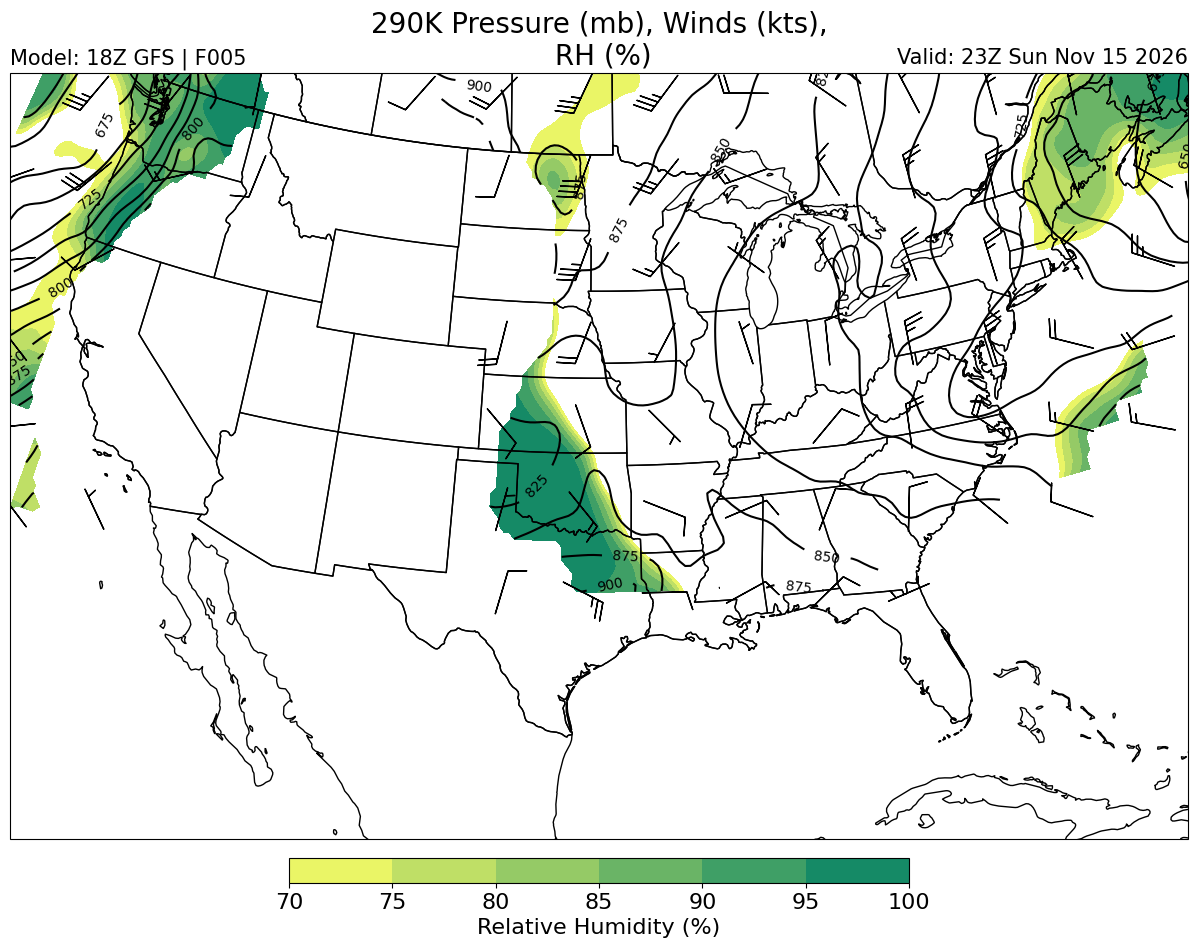 290K Pressure (mb), Winds (kts),
RH (%)
Model: 18Z GFS | F005
Valid: 23Z Sun Nov 15 2026
900
675
800
725
850
725
650
875
875
800
875
825
875
900
850
875
70 75 80 85 90 95 100
Relative Humidity (%)